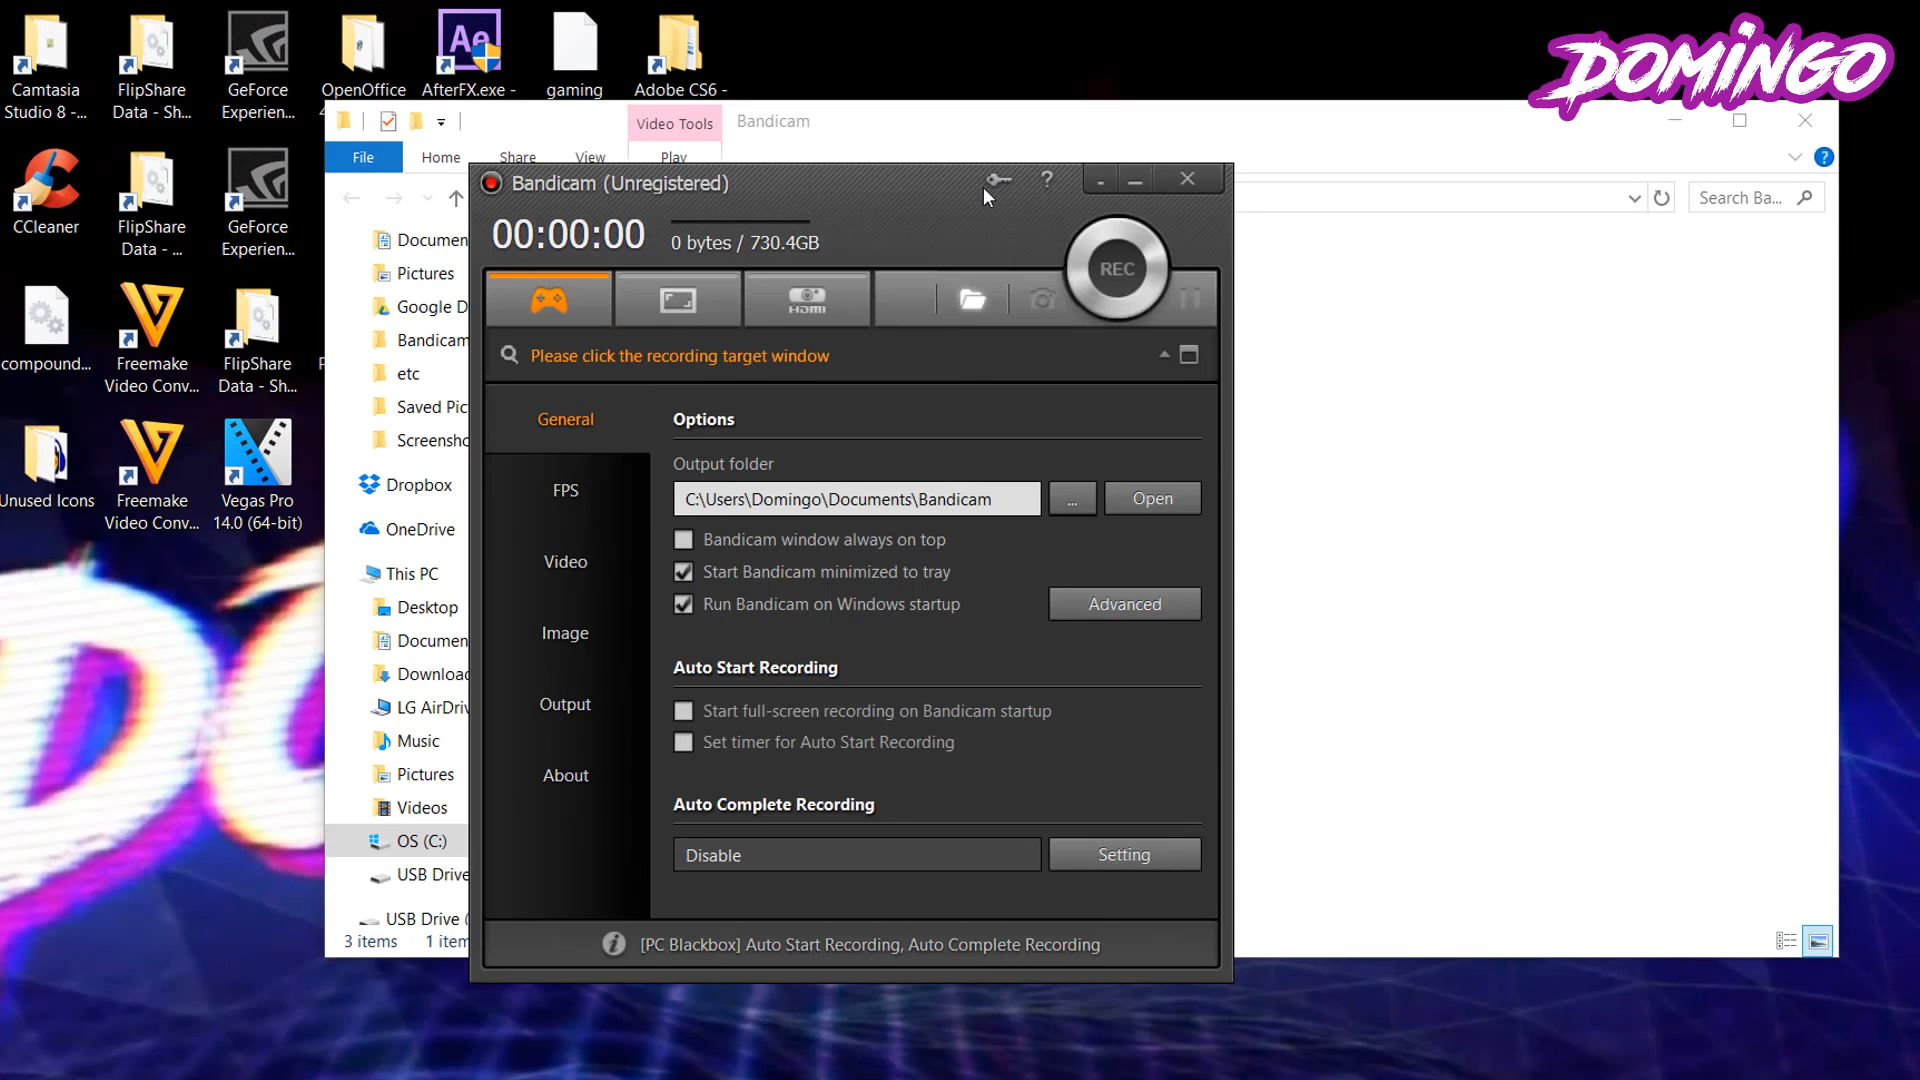 Camtasia
Studio 8 -...
FlipShare
Data - Sh...
GeForce
Experien...
OpenOffice
Ae
AfterFX.exe -
gaming
Adobe CS6 -
DOMINGO
CCleaner
FlipShare
Data - ...
GeForce
Experien...
compound...
Freemake
Video Conv...
FlipShare
Data - Sh...
Unused Icons
Freemake
Video Conv...
Vegas Pro
14.0 (64-bit)
Video Tools
Bandicam
File
Home
Share
View
Play
Search Ba...
Documen
Pictures
Google D
Bandicam
etc
Saved Pic
Screensho
Dropbox
OneDrive
This PC
Desktop
Documen
Downloac
LG AirDriv
Music
Pictures
Videos
OS (C:)
USB Drive
USB Drive (
3 items
1 item
Bandicam (Unregistered)
?
00:00:00
0 bytes / 730.4GB
REC
HDMI
Please click the recording target window
General
FPS
Video
Image
Output
About
Options
Output folder
C:\Users\Domingo\Documents\Bandicam
...
Open
Bandicam window always on top
Start Bandicam minimized to tray
Run Bandicam on Windows startup
Advanced
Auto Start Recording
Start full-screen recording on Bandicam startup
Set timer for Auto Start Recording
Auto Complete Recording
Disable
Setting
[PC Blackbox] Auto Start Recording, Auto Complete Recording